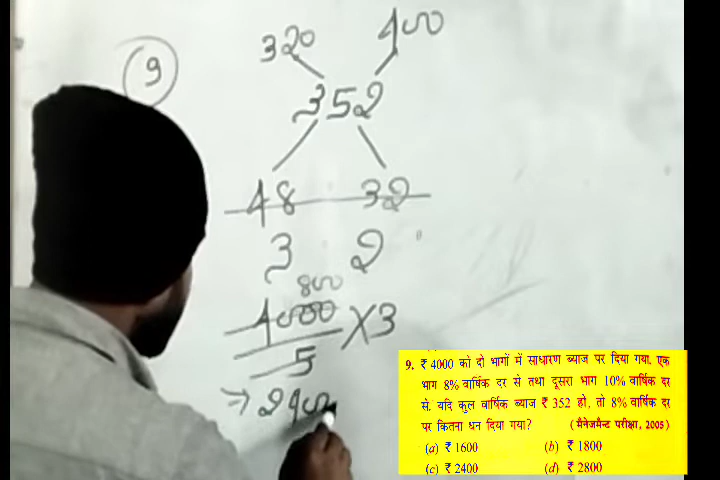 9
320 400
352
48 32
3 2
800
4000 × 3
5
⇒ 2400
9. ₹ 4000 को दो भागों में साधारण ब्याज पर दिया गया. एक
भाग 8% वार्षिक दर से तथा दूसरा भाग 10% वार्षिक दर
से. यदि कुल वार्षिक ब्याज ₹ 352 हो, तो 8% वार्षिक दर
पर कितना धन दिया गया? (मैनेजमैन्ट परीक्षा, 2005)
(a) ₹ 1600 (b) ₹ 1800
(c) ₹ 2400 (d) ₹ 2800